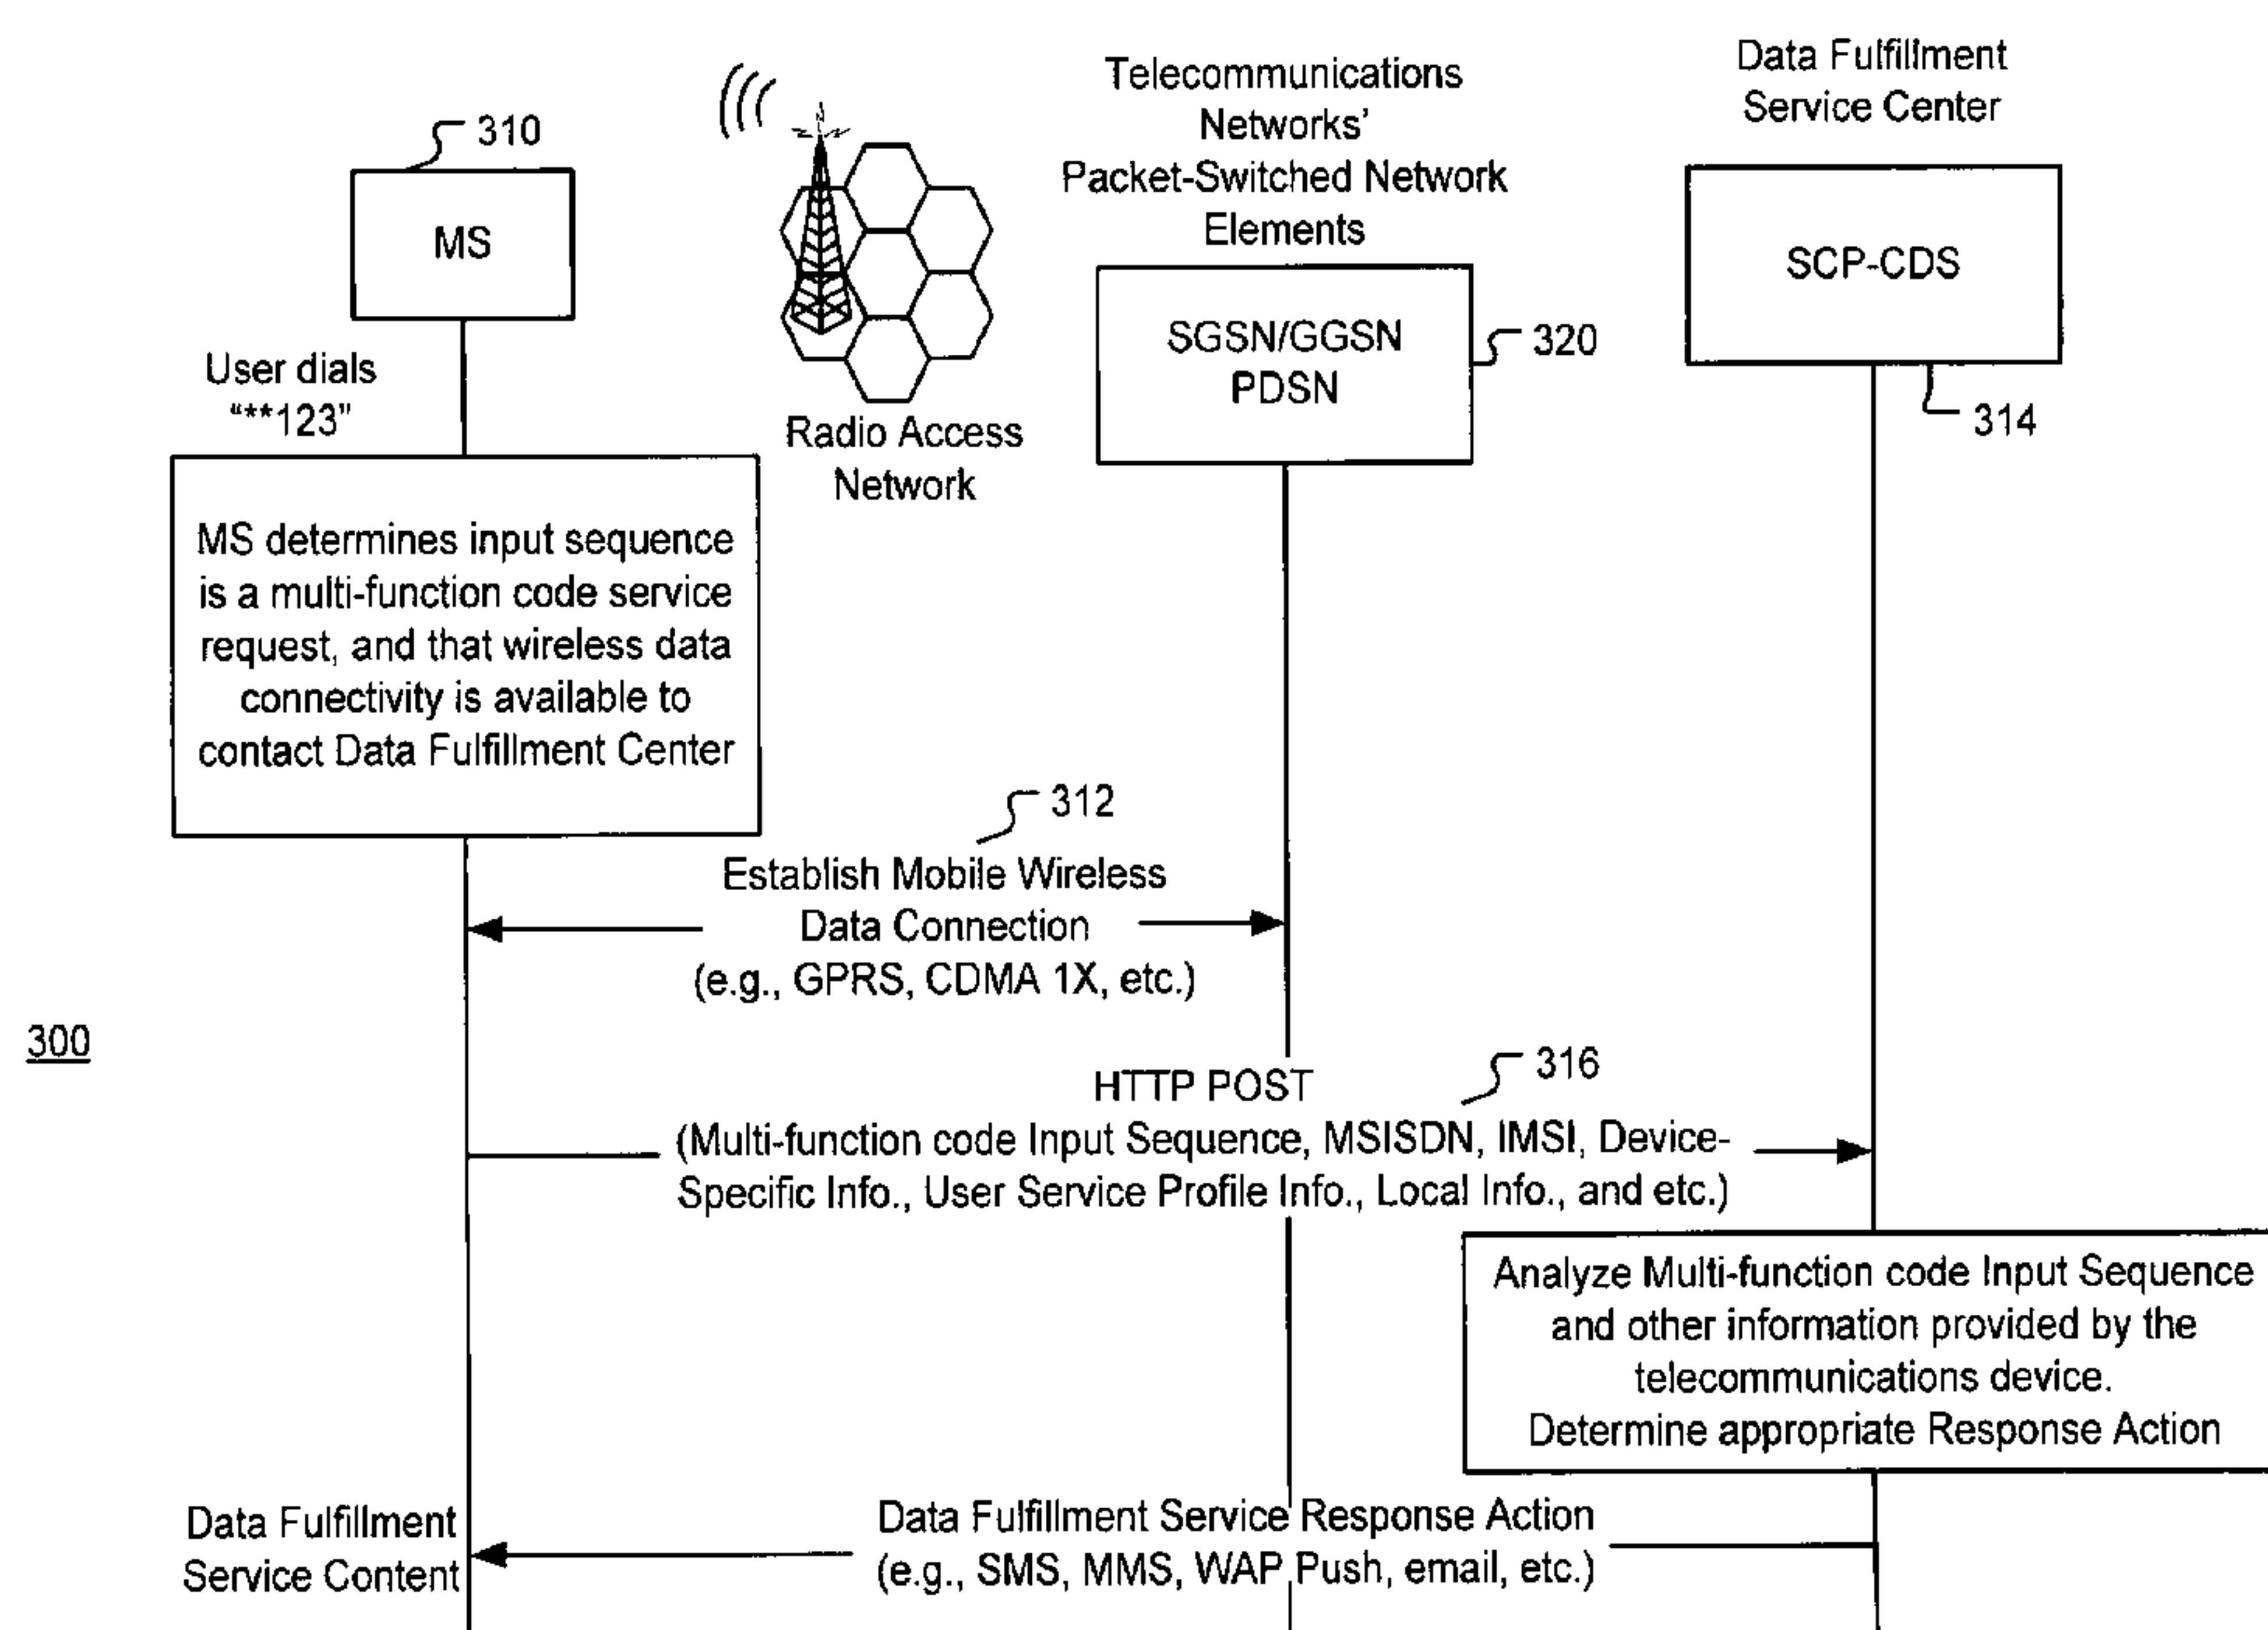 310
MS
User dials
“**123”
Radio Access
Network
Telecommunications
Networks’
Packet-Switched Network
Elements
SGSN/GGSN
PDSN
320
Data Fulfillment
Service Center
SCP-CDS
314
MS determines input sequence
is a multi-function code service
request, and that wireless data
connectivity is available to
contact Data Fulfillment Center
312
Establish Mobile Wireless
Data Connection
(e.g., GPRS, CDMA 1X, etc.)
300
316
HTTP POST
(Multi-function code Input Sequence, MSISDN, IMSI, Device-
Specific Info., User Service Profile Info., Local Info., and etc.)
Analyze Multi-function code Input Sequence
and other information provided by the
telecommunications device.
Determine appropriate Response Action
Data Fulfillment
Service Content
Data Fulfillment Service Response Action
(e.g., SMS, MMS, WAP Push, email, etc.)